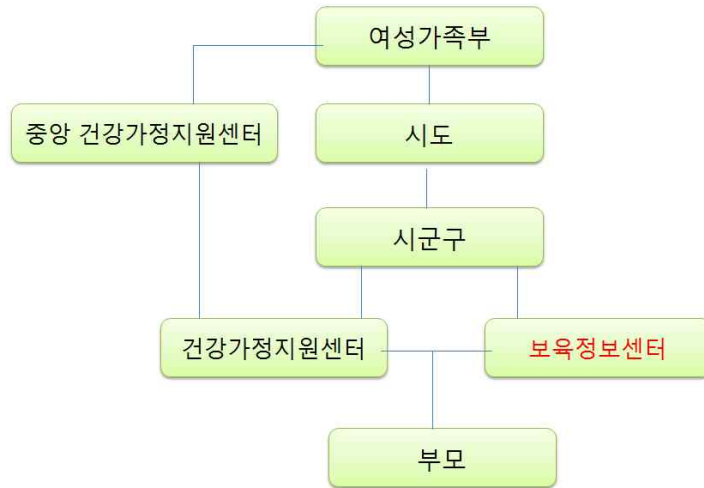 여성가족부
중앙 건강가정지원센터
시도
시군구
건강가정지원센터
보육정보센터
부모